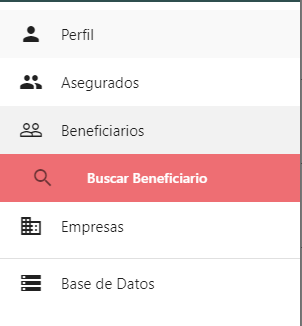 Perfil
Asegurados
Beneficiarios
Buscar Beneficiario
Empresas
Base de Datos